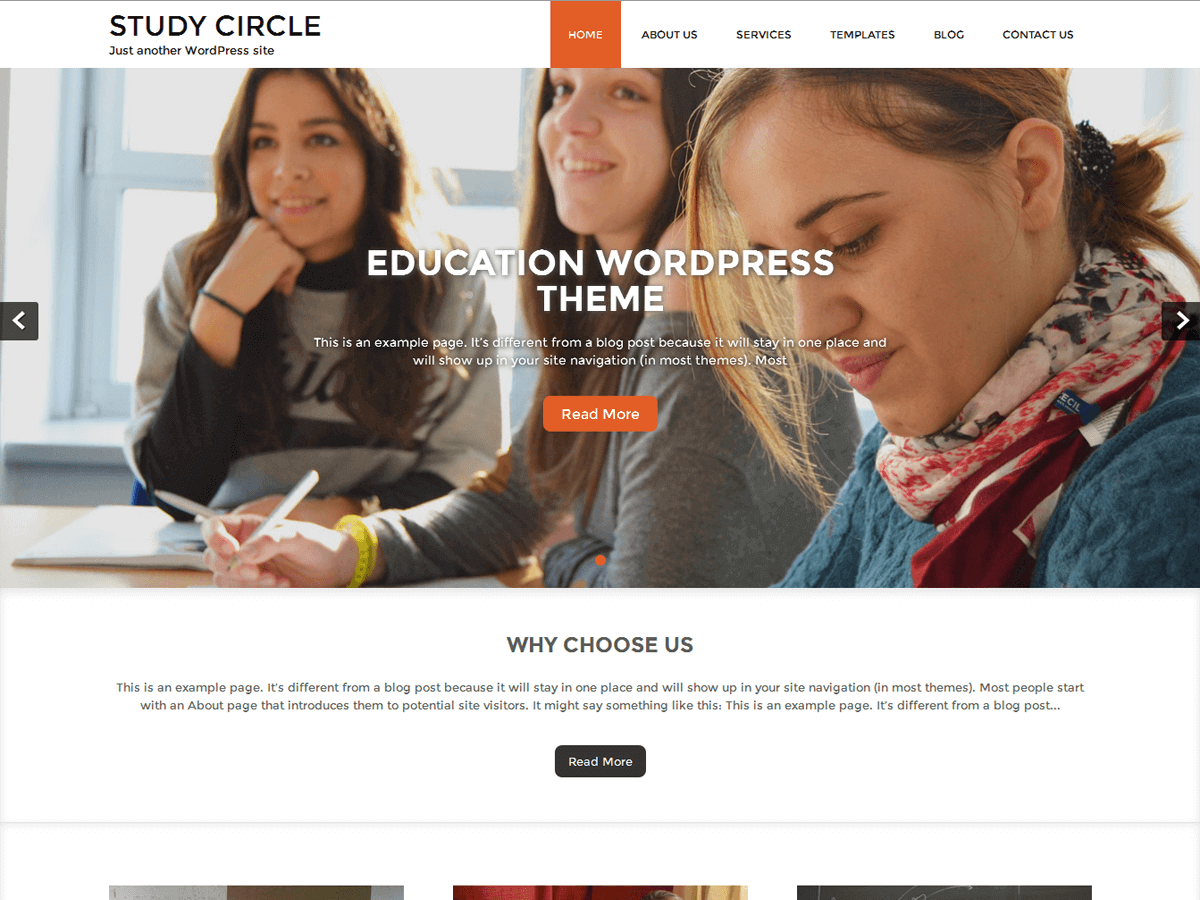 STUDY CIRCLE
Just another WordPress site
HOME
ABOUT US
SERVICES
TEMPLATES
BLOG
CONTACT US
EDUCATION WORDPRESS
THEME
This is an example page. It's different from a blog post because it will stay in one place and
will show up in your site navigation (in most themes). Most
Read More
CECIL
WHY CHOOSE US
This is an example page. It's different from a blog post because it will stay in one place and will show up in your site navigation (in most themes). Most people start
with an About page that introduces them to potential site visitors. It might say something like this: This is an example page. It's different from a blog post...
Read More